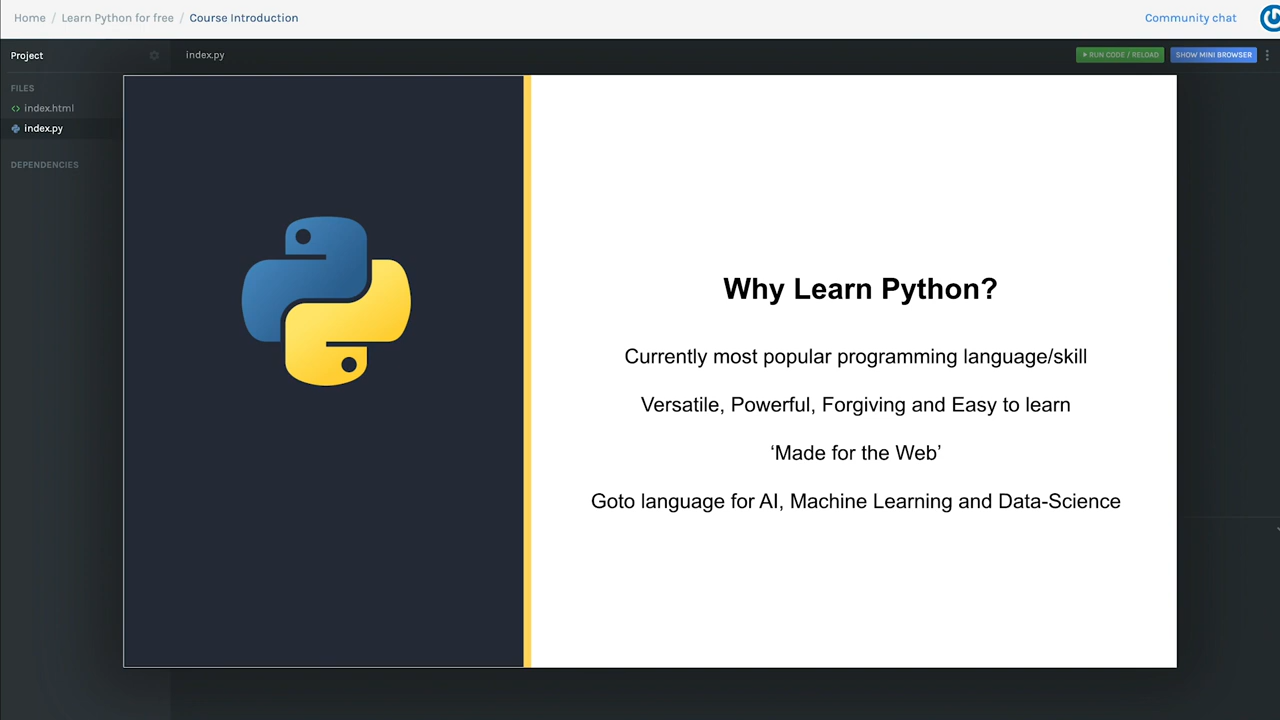 Home / Learn Python for free / Course Introduction
Community chat
Project
index.py
RUN CODE / RELOAD
SHOW MINI BROWSER
FILES
index.html
index.py
DEPENDENCIES
Why Learn Python?
Currently most popular programming language/skill
Versatile, Powerful, Forgiving and Easy to learn
‘Made for the Web’
Goto language for AI, Machine Learning and Data-Science